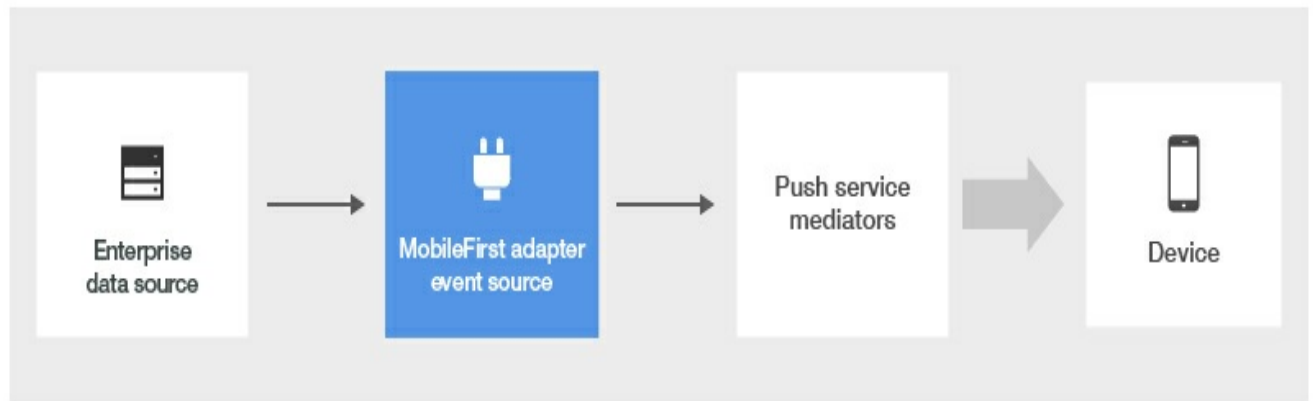 Enterprise
data source
MobileFirst adapter
event source
Push service
mediators
Device